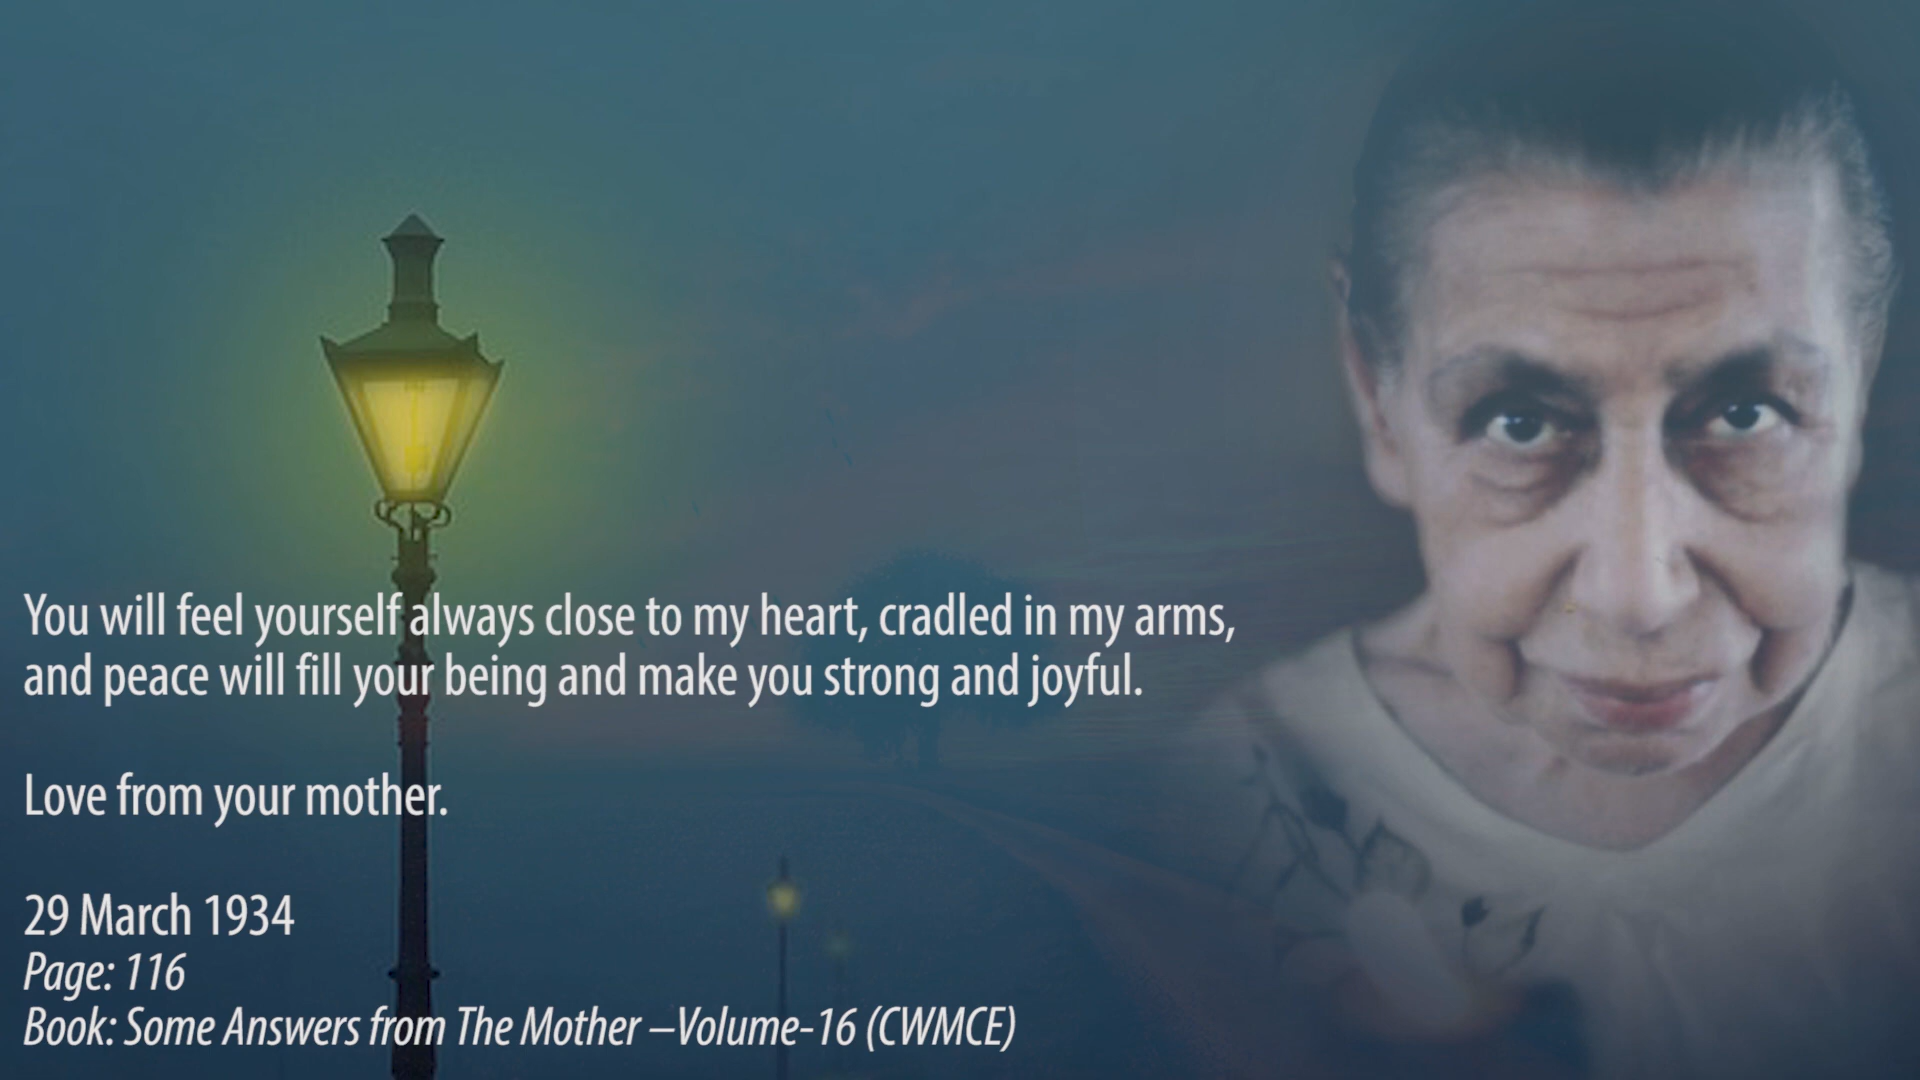 You will feel yourself always close to my heart, cradled in my arms,
and peace will fill your being and make you strong and joyful.
Love from your mother.
29 March 1934
Page: 116
Book: Some Answers from The Mother –Volume-16 (CWMCE)